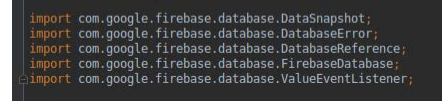 import com.google.firebase.database.DataSnapshot;
import com.google.firebase.database.DatabaseError;
import com.google.firebase.database.DatabaseReference;
import com.google.firebase.database.FirebaseDatabase;
import com.google.firebase.database.ValueEventListener;